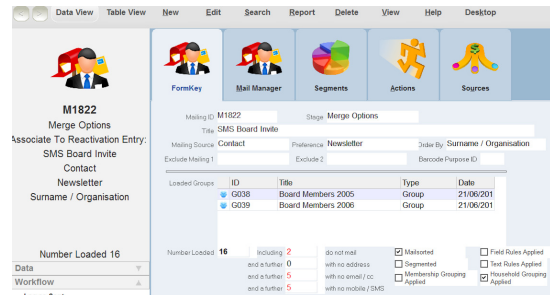 Data View Table View New Edit Search Report Delete View Help Desktop
FormKey Mail Manager Segments Actions Sources
M1822
Merge Options
Associate To Reactivation Entry:
SMS Board Invite
Contact
Newsletter
Surname / Organisation
Number Loaded 16
Data
Workflow
Mailing ID M1822 Stage Merge Options
Title SMS Board Invite
Mailing Source Contact Preference Newsletter Order By Surname / Organisation
Exclude Mailing 1 Exclude 2 Barcode Purpose ID
Loaded Groups ID Title Type Date
G038 Board Members 2005 Group 21/06/201
G039 Board Members 2006 Group 21/06/201
Number Loaded 16 Including 2 do not mail Mailsorted Field Rules Applied
and a further 0 with no address Segmented Text Rules Applied
and a further 5 with no email / cc Membership Grouping Applied Household Grouping Applied
and a further 5 with no mobile / SMS